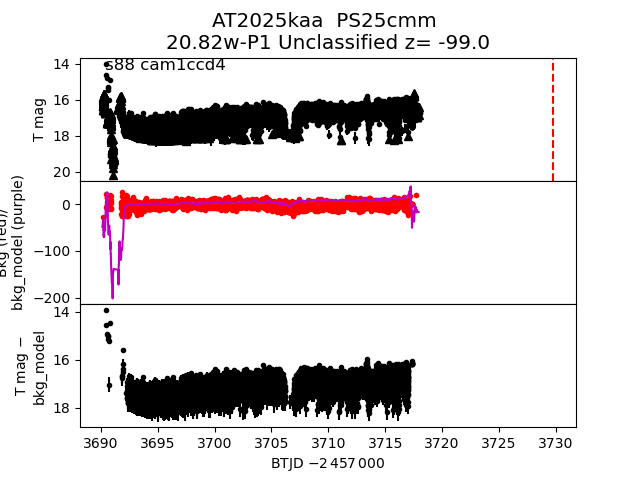 AT2025kaa  PS25cmm
20.82w-P1 Unclassified z= -99.0
s88 cam1ccd4
14
16
18
20
T mag
0
−100
−200
Bkg (red)/
bkg_model (purple)
14
16
18
T mag −
bkg_model
3690 3695 3700 3705 3710 3715 3720 3725 3730
BTJD −2 457 000